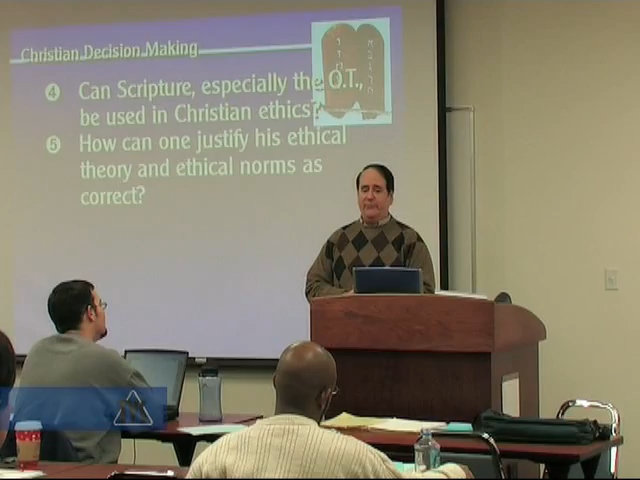 Christian Decision Making
4 Can Scripture, especially the O.T.,
be used in Christian ethics?
5 How can one justify his ethical
theory and ethical norms as
correct?